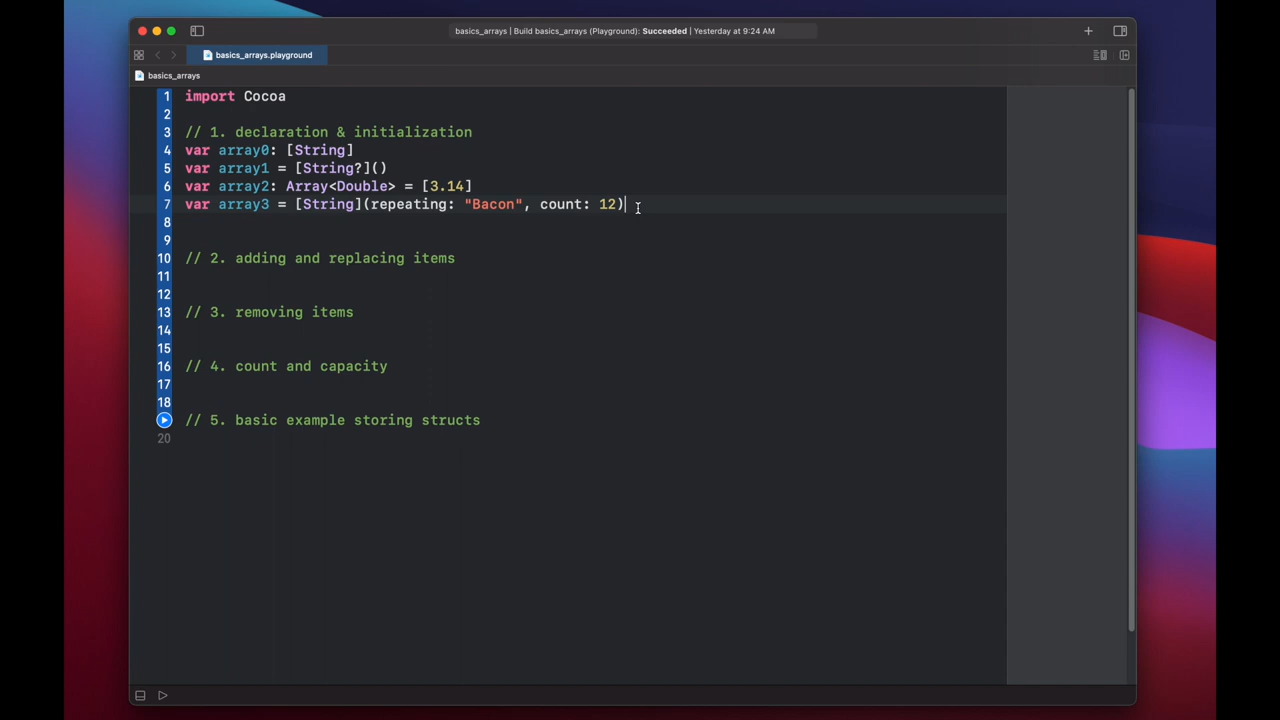 basics_arrays | Build basics_arrays (Playground): Succeeded | Yesterday at 9:24 AM
basics_arrays.playground
basics_arrays
1 import Cocoa
2
3 // 1. declaration & initialization
4 var array0: [String]
5 var array1 = [String?]()
6 var array2: Array<Double> = [3.14]
7 var array3 = [String](repeating: "Bacon", count: 12)
8
9
10 // 2. adding and replacing items
11
12
13 // 3. removing items
14
15
16 // 4. count and capacity
17
18
// 5. basic example storing structs
20